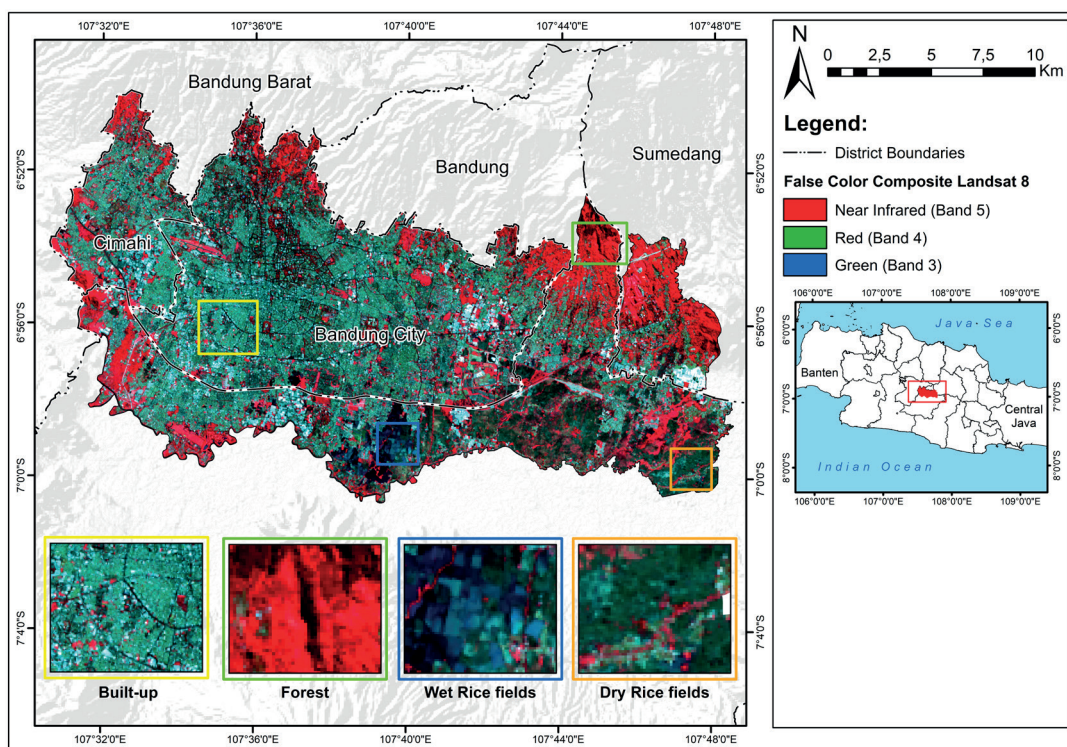 107°32'0"E
107°36'0"E
107°40'0"E
107°44'0"E
107°48'0"E
6°52'0"S
6°56'0"S
7°0'0"S
7°4'0"S
Bandung Barat
Bandung
Sumedang
Cimahi
Bandung City
6°52'0"S
6°56'0"S
7°0'0"S
7°4'0"S
Built-up
Forest
Wet Rice fields
Dry Rice fields
107°32'0"E
107°36'0"E
107°40'0"E
107°44'0"E
107°48'0"E
N
0 2,5 5 7,5 10
Km
Legend:
District Boundaries
False Color Composite Landsat 8
Near Infrared (Band 5)
Red (Band 4)
Green (Band 3)
106°0'0"E 107°0'0"E 108°0'0"E 109°0'0"E
6°0'0"S
7°0'0"S
8°0'0"S
Java-Sea
Banten
Central
Java
Indian Ocean
6°0'0"S
7°0'0"S
8°0'0"S
106°0'0"E 107°0'0"E 108°0'0"E 109°0'0"E